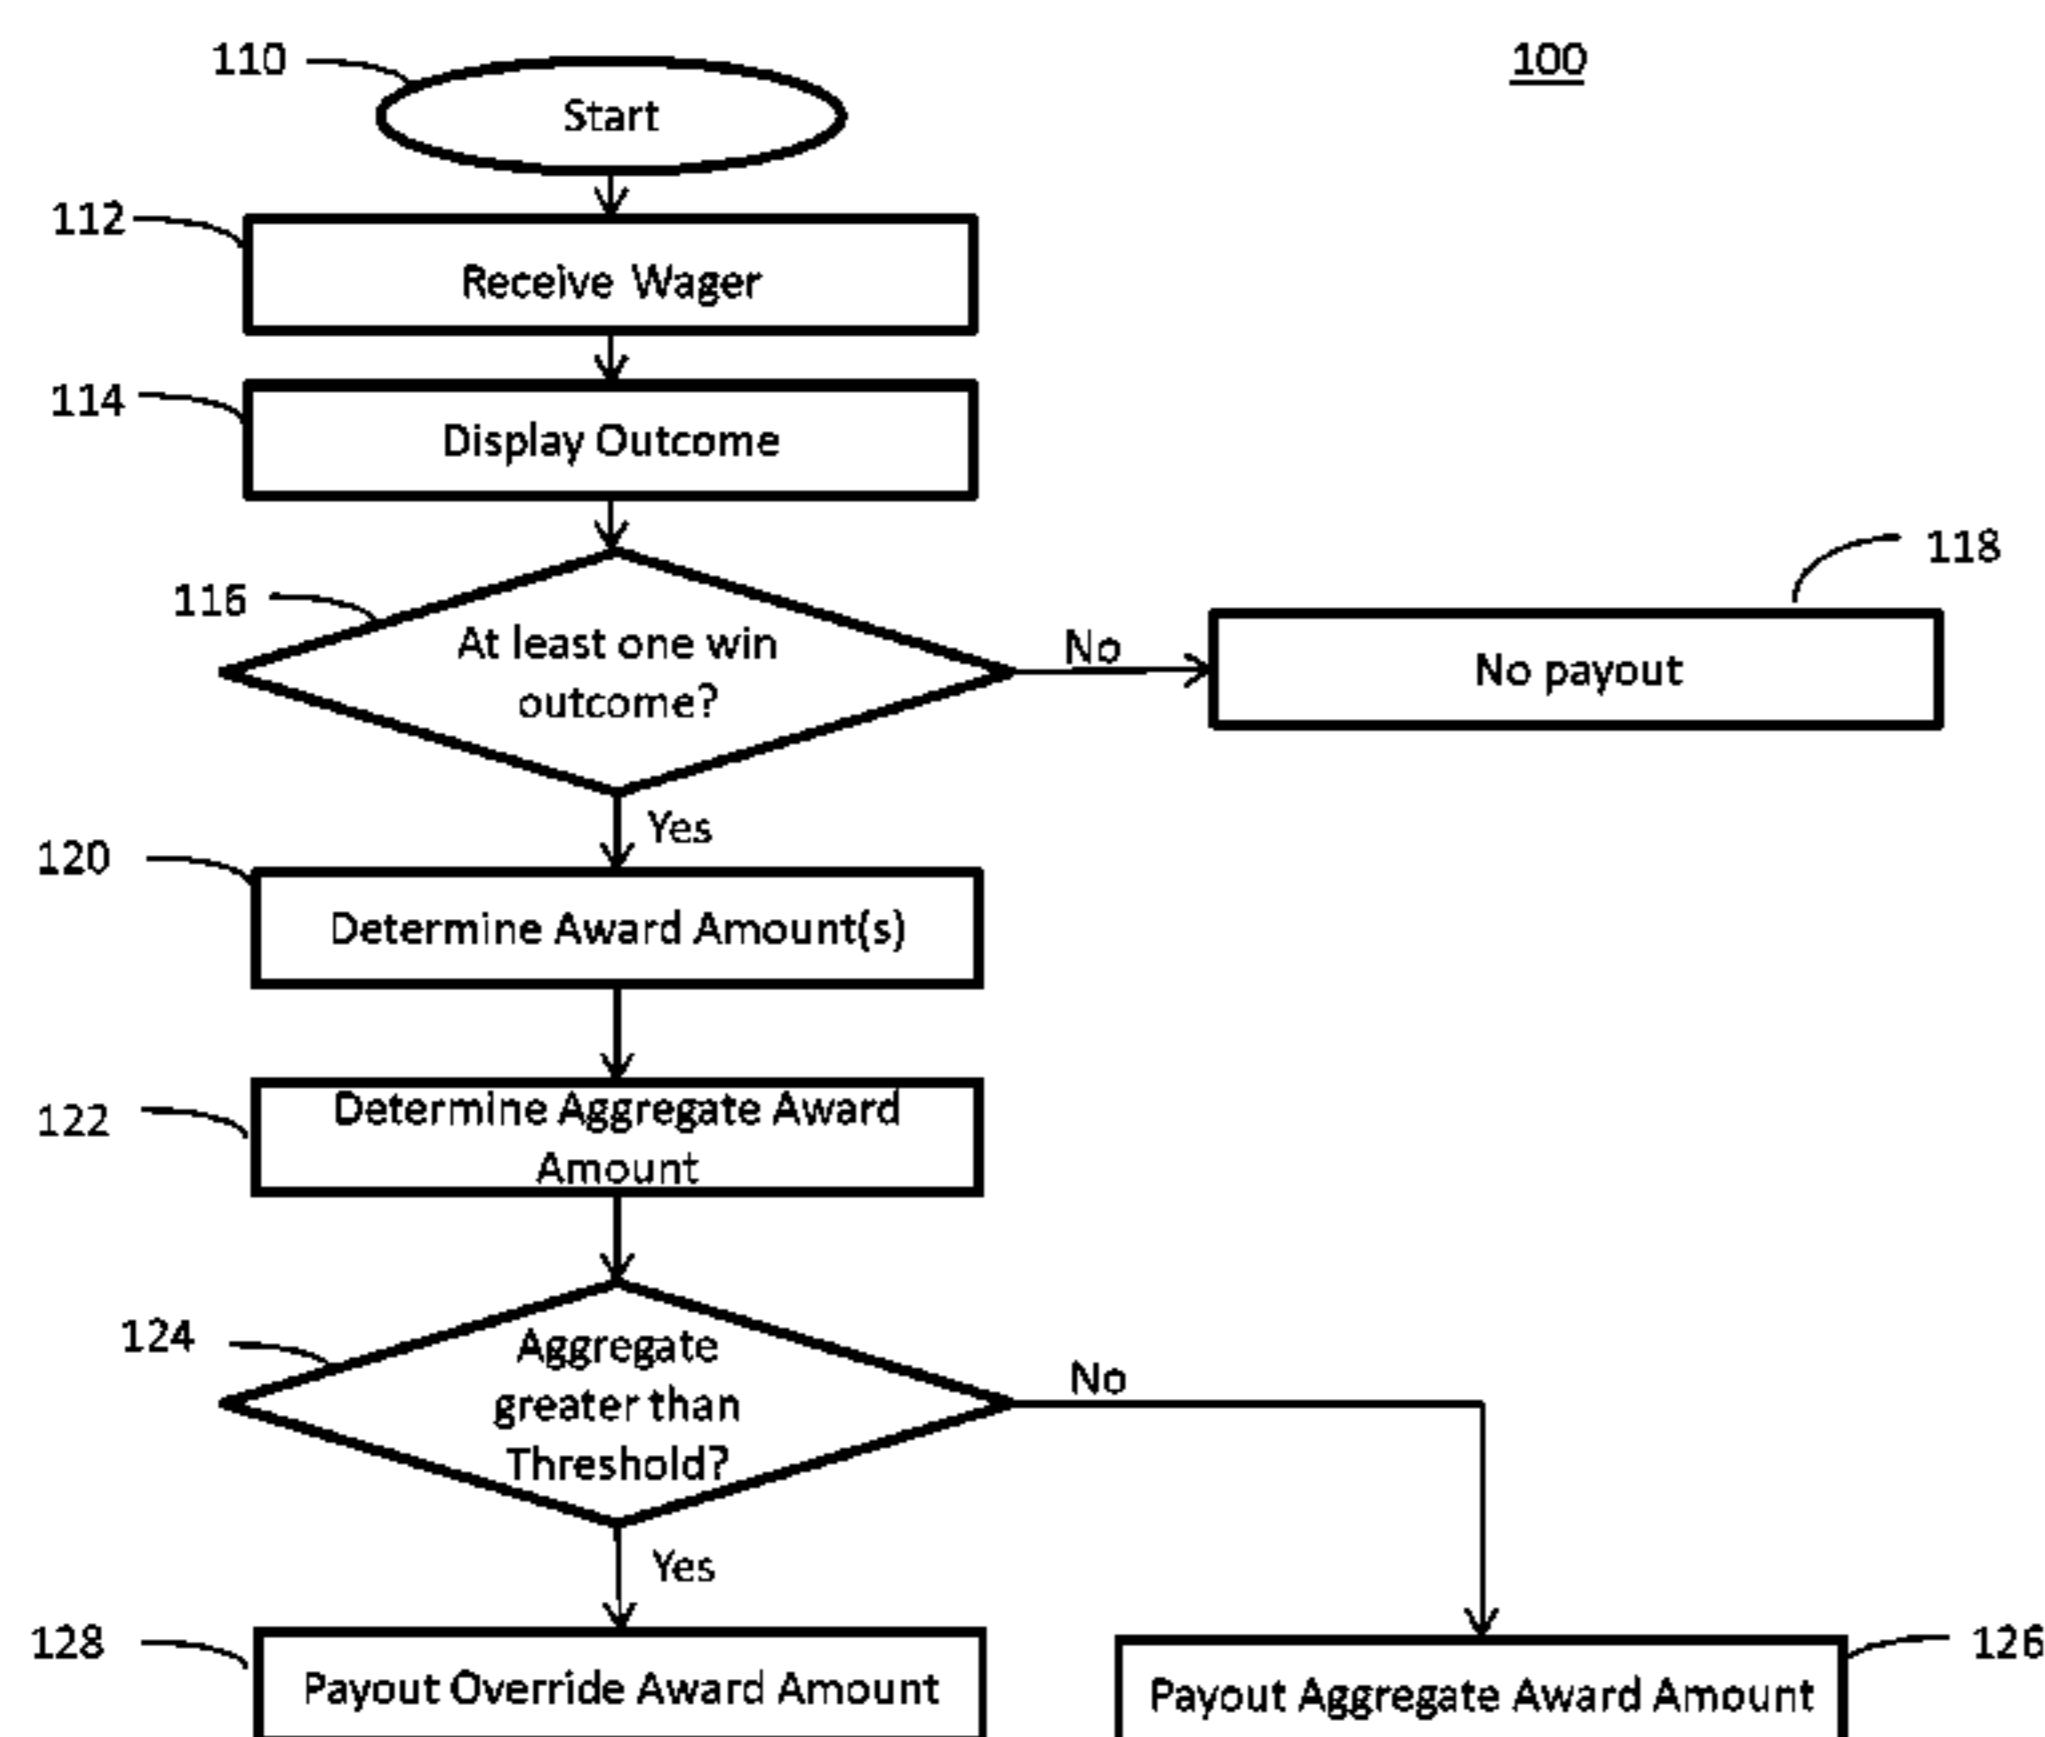 100
110
Start
112
Receive Wager
114
Display Outcome
116
At least one win
outcome?
No
118
No payout
Yes
120
Determine Award Amount(s)
122
Determine Aggregate Award
Amount
124
Aggregate
greater than
Threshold?
No
Yes
128
Payout Override Award Amount
126
Payout Aggregate Award Amount